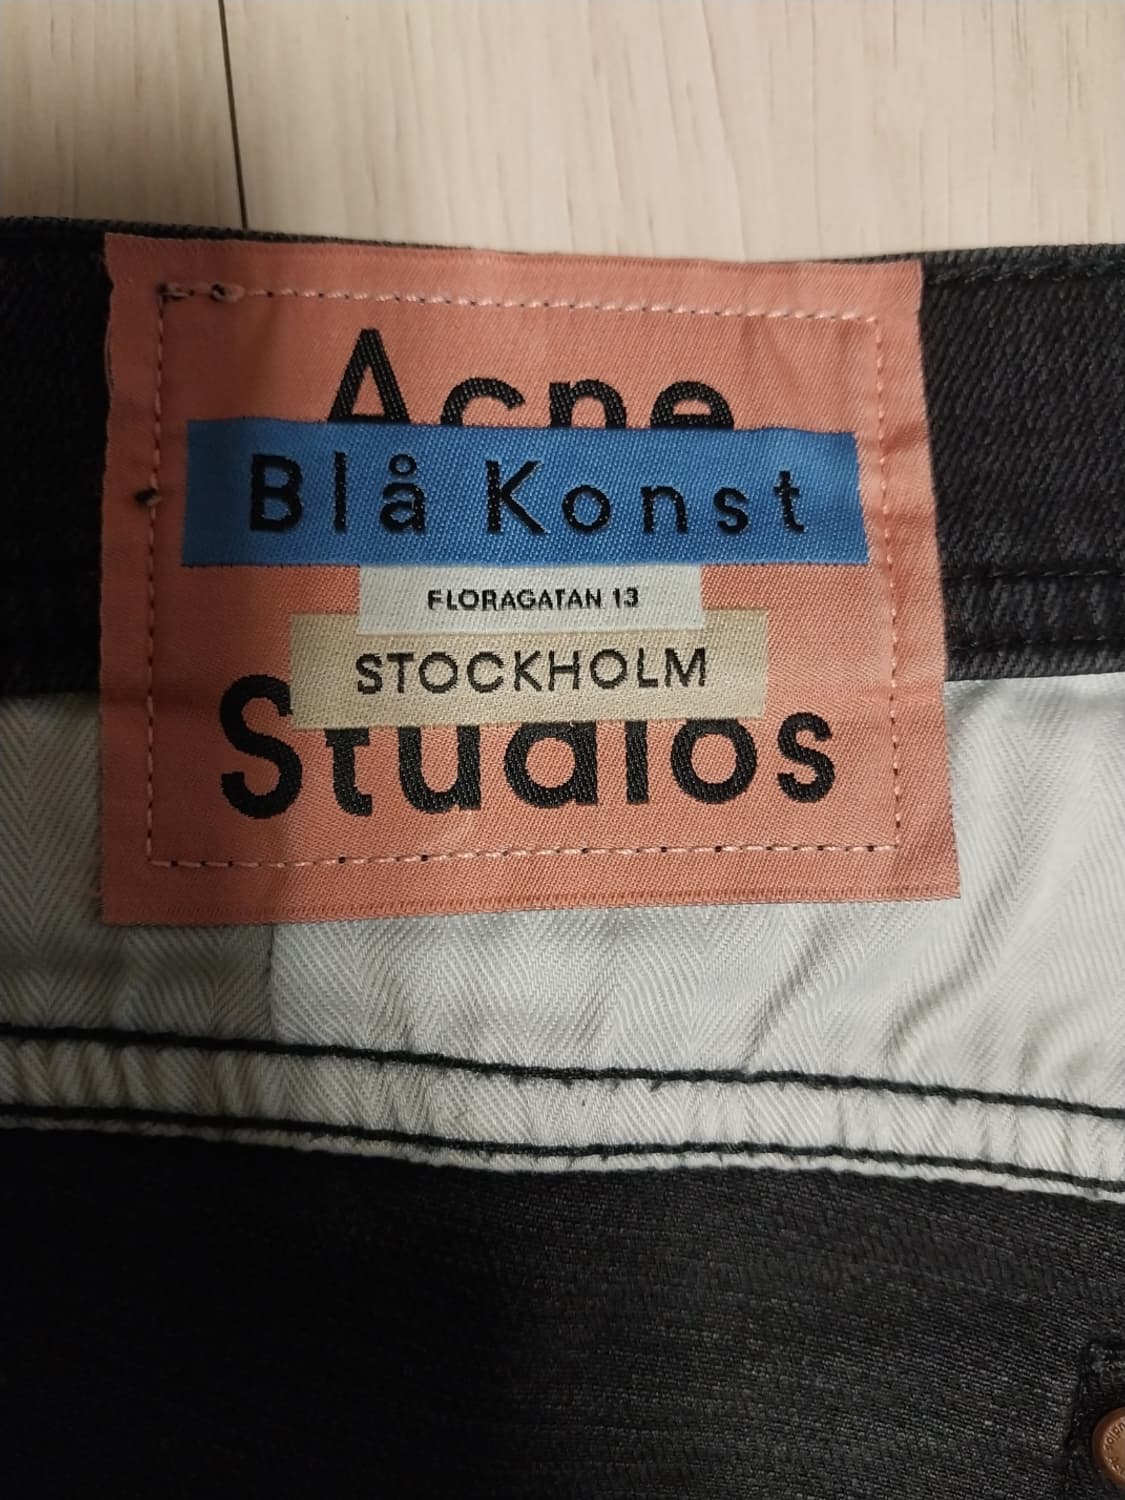 Acne
Blå Konst
FLORAGATAN 13
STOCKHOLM
Studios